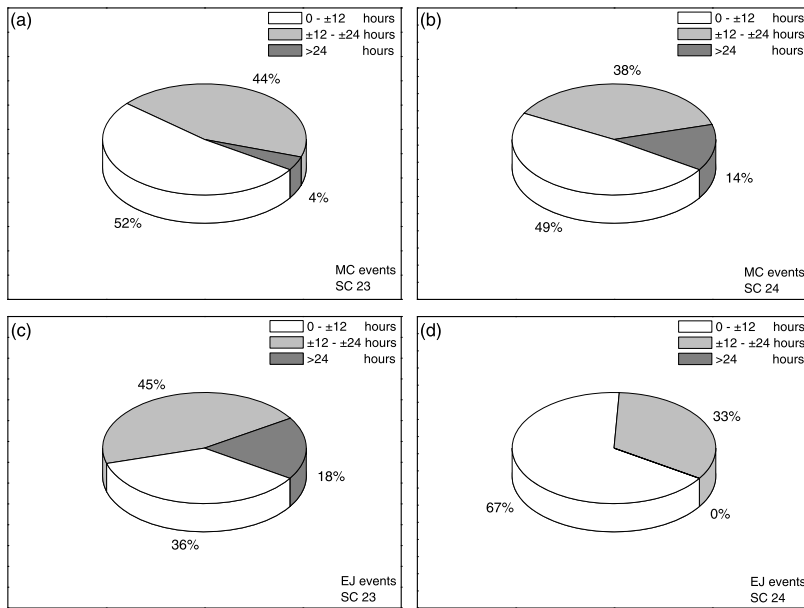 (a)
0 - ±12 hours
±12 - ±24 hours
>24 hours
44%
4%
52%
MC events
SC 23
(b)
0 - ±12 hours
±12 - ±24 hours
>24 hours
38%
14%
49%
MC events
SC 24
(c)
0 - ±12 hours
±12 - ±24 hours
>24 hours
45%
18%
36%
EJ events
SC 23
(d)
0 - ±12 hours
±12 - ±24 hours
>24 hours
33%
67%
0%
EJ events
SC 24